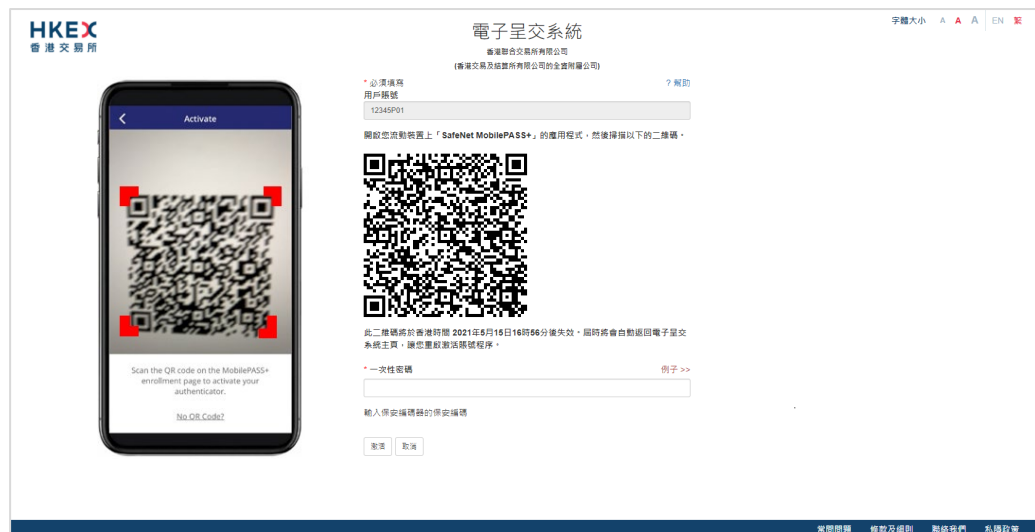 HKEX
香港交易所
字體大小 A A A EN 繁
電子呈交系統
香港聯合交易所有限公司
(香港交易及結算所有限公司的全資附屬公司)
* 必須填寫 ? 幫助
用戶賬號
12345P01
開啟您流動裝置上「SafeNet MobilePASS+」的應用程式,然後掃描以下的二維碼。
Activate
Scan the QR code on the MobilePASS+
enrollment page to activate your
authenticator.
No QR Code?
此二維碼將於香港時間 2021年5月15日16時56分後失效。屆時將會自動返回電子呈交
系統主頁,讓您重啟激活賬號程序。
* 一次性密碼 例子 >>
輸入保安編碼器的保安編碼
激活 取消
常問問題 條款及細則 聯絡我們 私隱政策